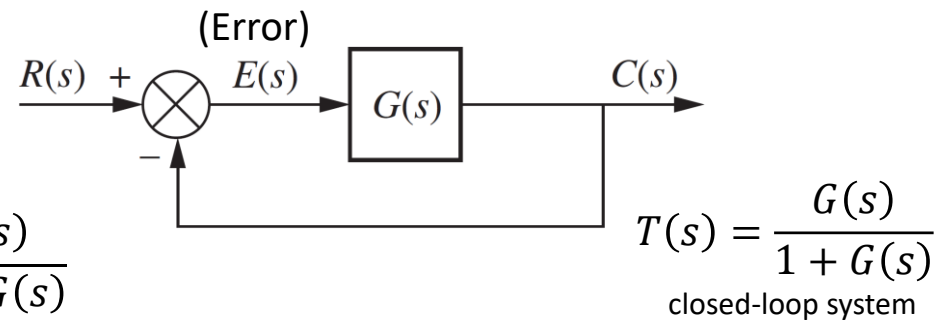 (Error)
R(s) + E(s) G(s) C(s)
−
s)
G(s)
T(s) = G(s) / 1 + G(s)
closed-loop system